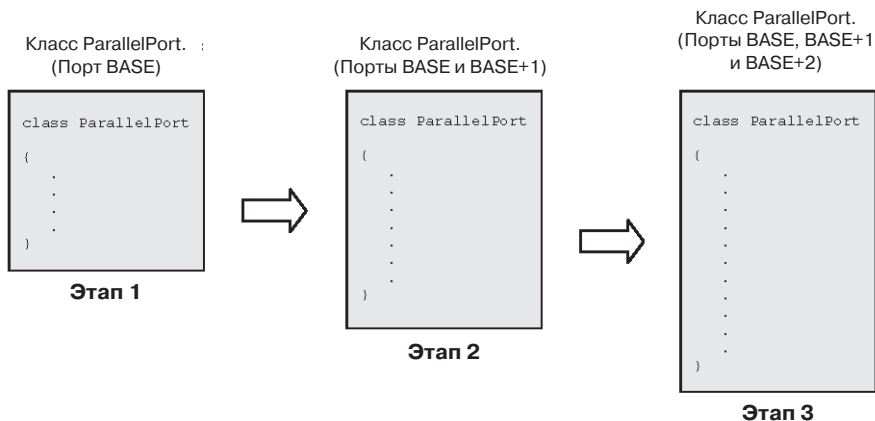 Класс ParallelPort.
(Порт BASE)
class ParallelPort
{
.
.
.
.
}
Этап 1
Класс ParallelPort.
(Порты BASE и BASE+1)
class ParallelPort
{
.
.
.
.
.
.
.
}
Этап 2
Класс ParallelPort.
(Порты BASE, BASE+1
и BASE+2)
class ParallelPort
{
.
.
.
.
.
.
.
.
.
.
.
}
Этап 3